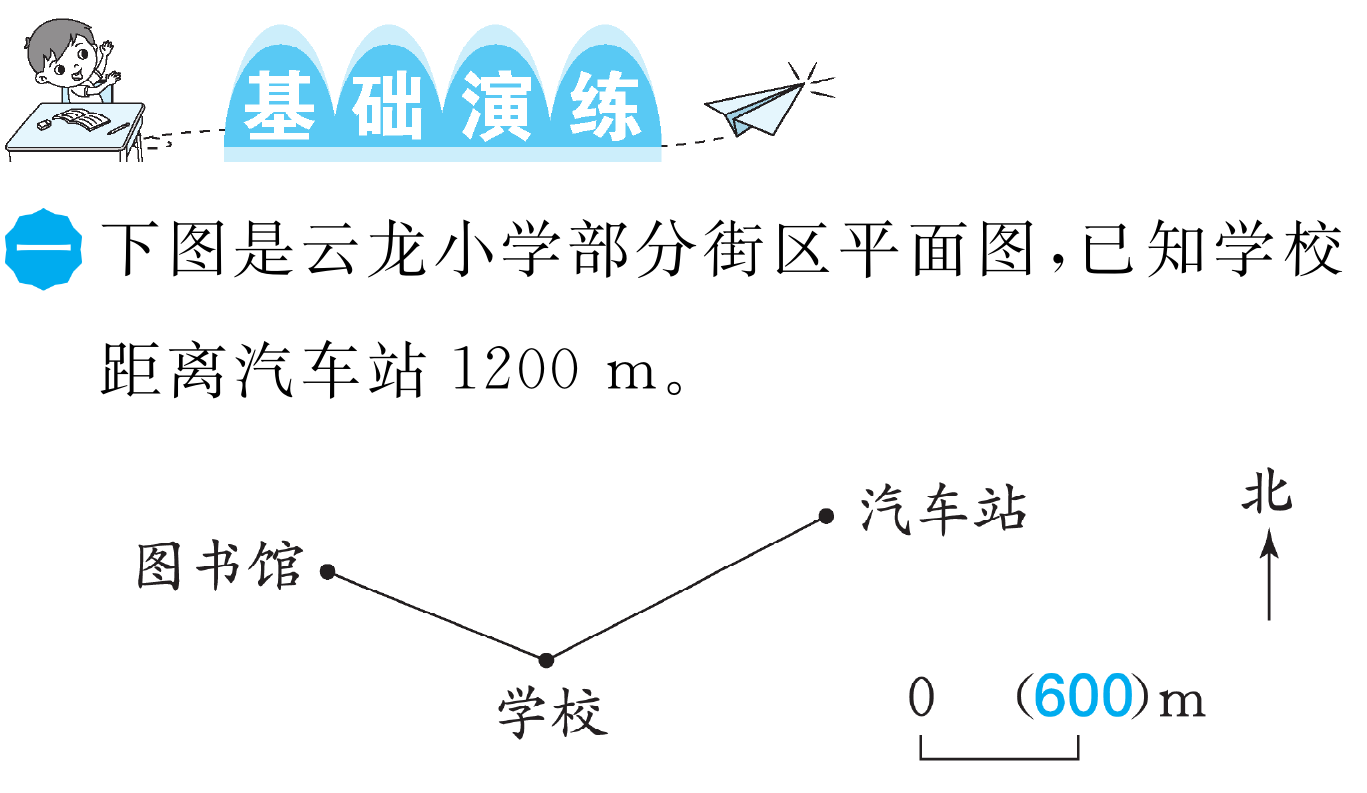 基础演练
一 下图是云龙小学部分街区平面图,已知学校
距离汽车站 1200 m。
汽车站
北
图书馆
学校
0 (600)m